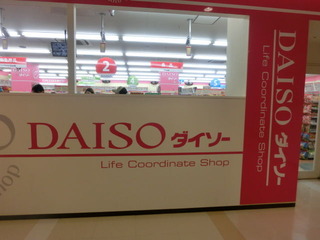 2
DAISO ダイソー
Life Coordinate Shop
DAISO ダイソー
Life Coordinate Shop